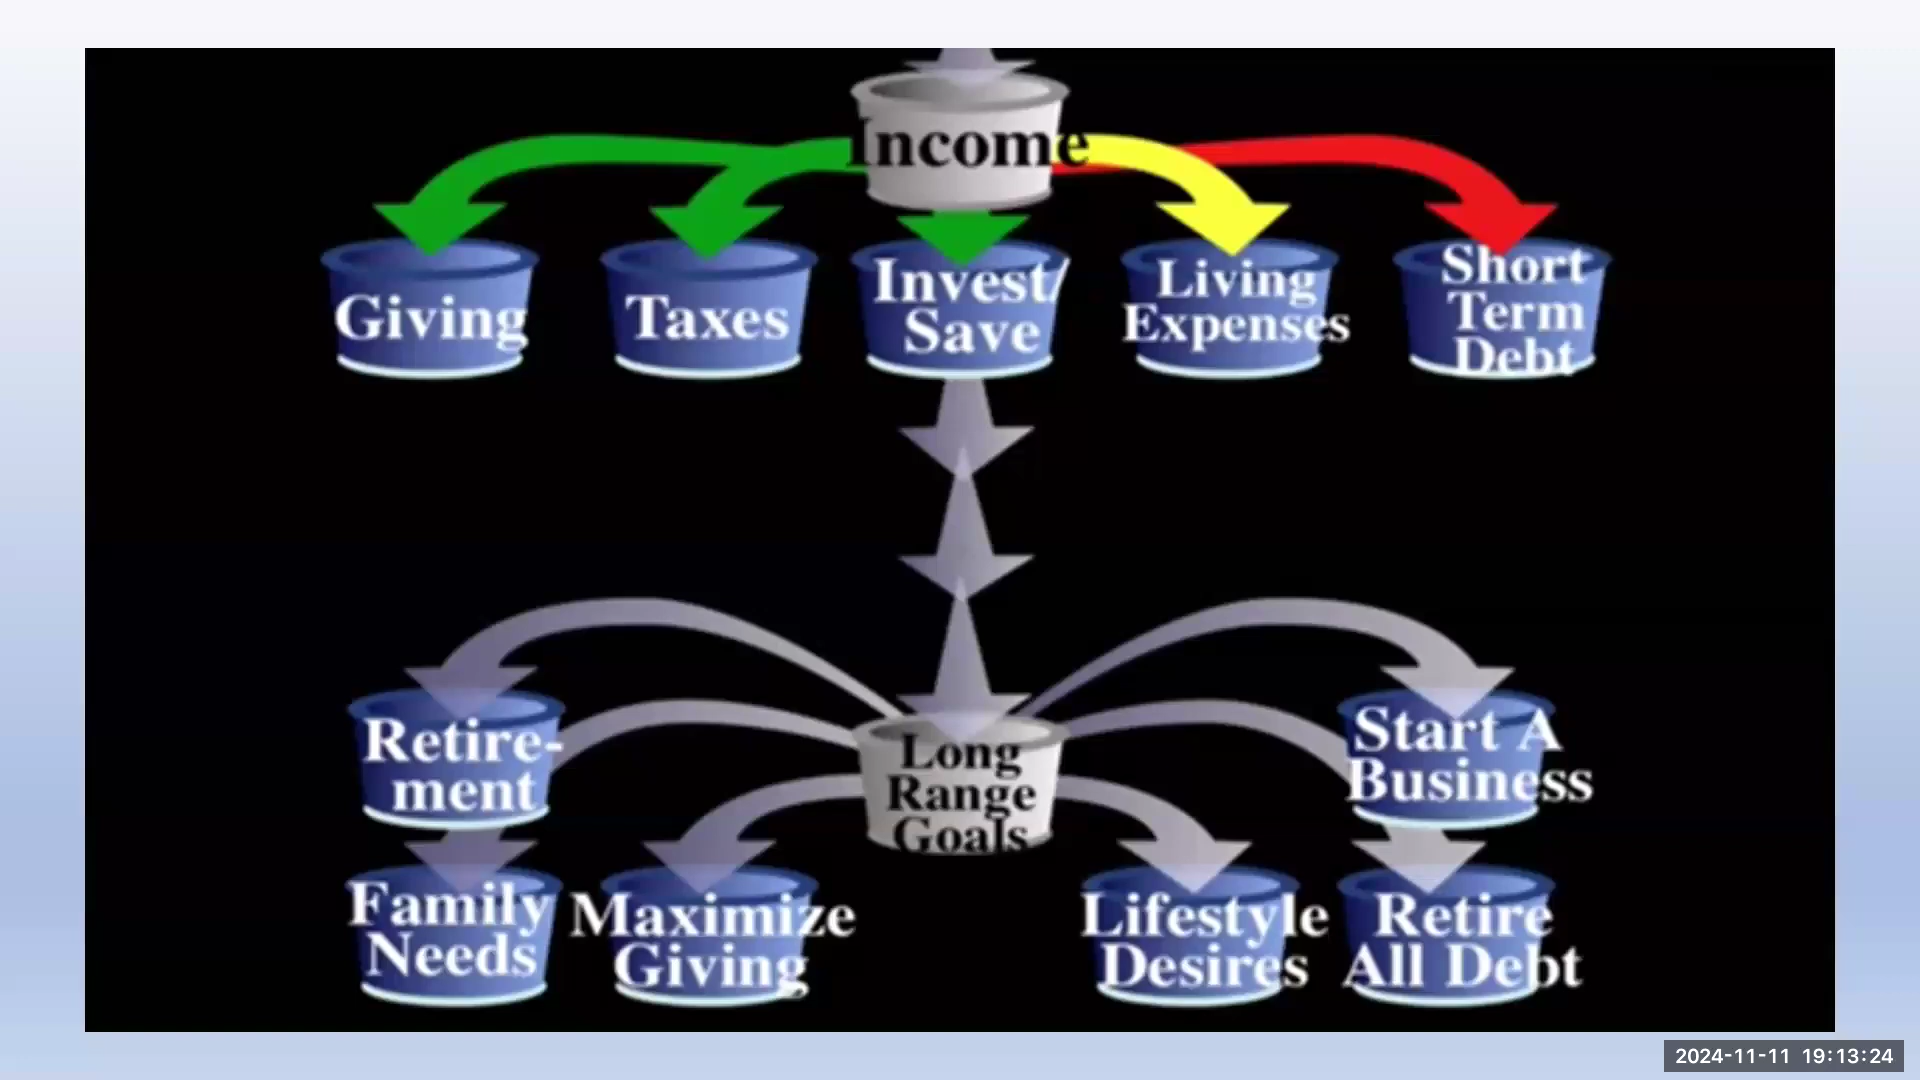 Income
Giving
Taxes
Invest/
Save
Living
Expenses
Short
Term
Debt
Retire-
ment
Long
Range
Goals
Start A
Business
Family
Needs
Maximize
Giving
Lifestyle
Desires
Retire
All Debt
2024-11-11 19:13:24